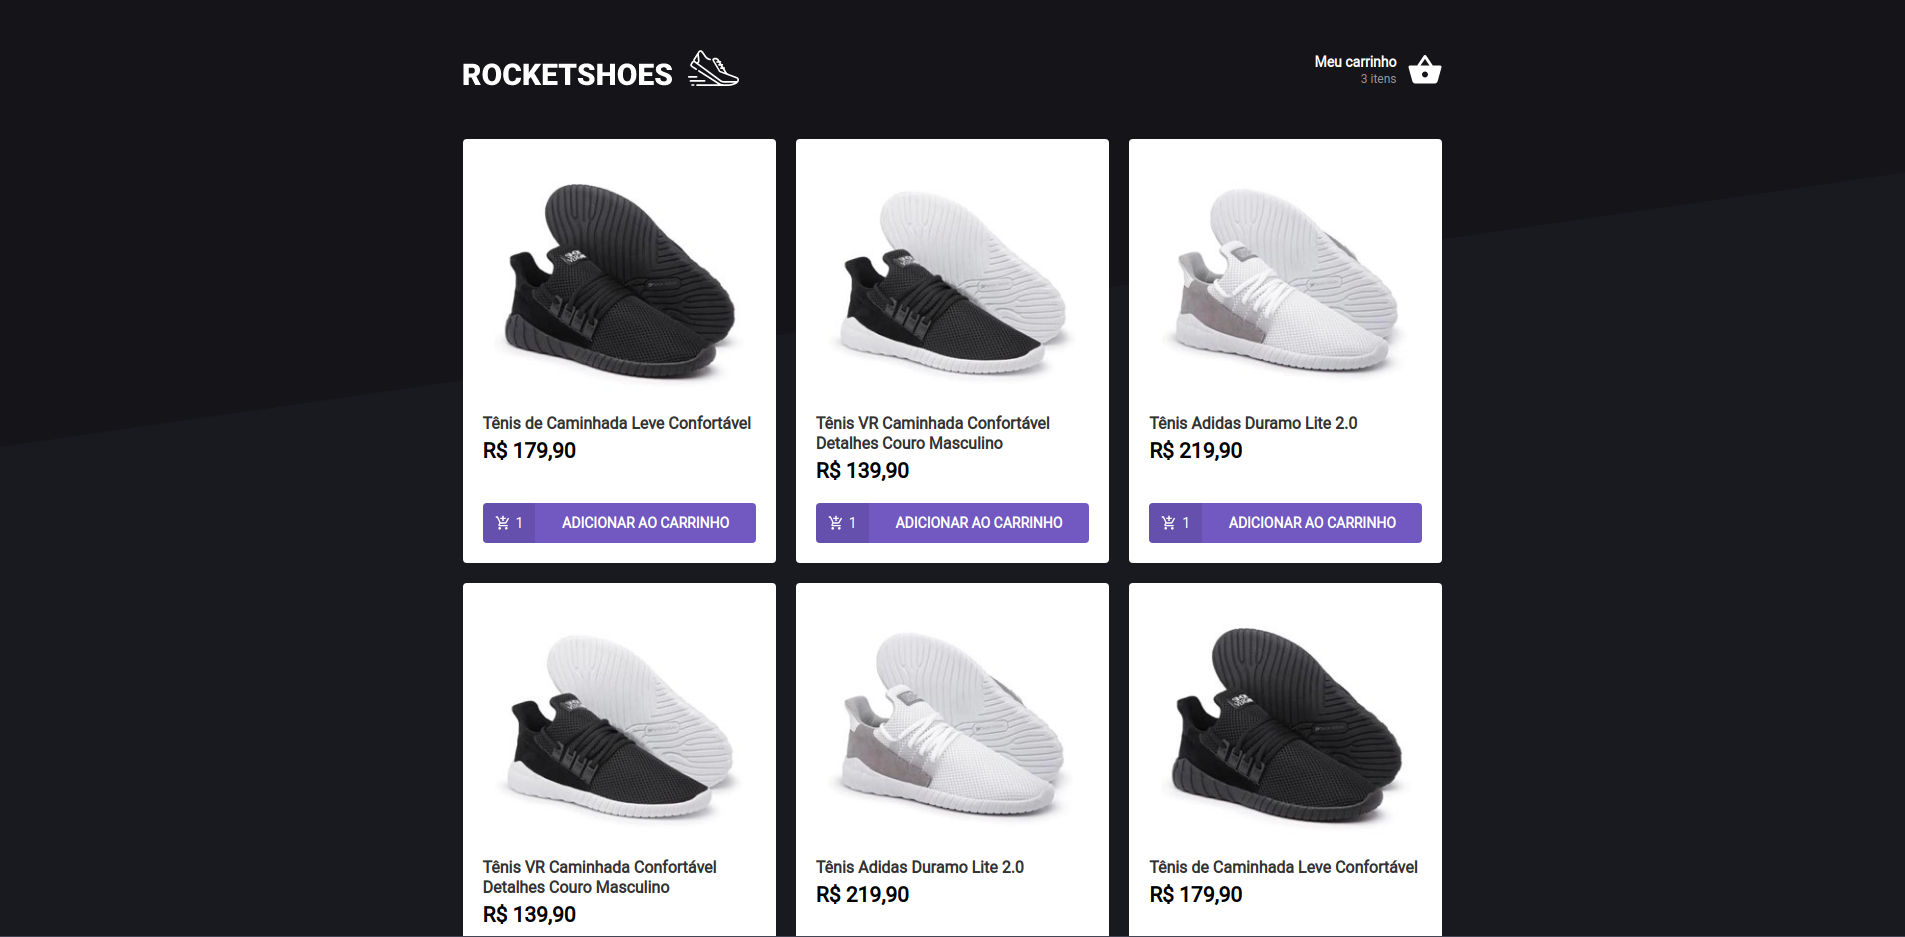 ROCKETSHOES
Meu carrinho
3 itens
Tênis de Caminhada Leve Confortável
R$ 179,90
1 ADICIONAR AO CARRINHO
Tênis VR Caminhada Confortável
Detalhes Couro Masculino
R$ 139,90
1 ADICIONAR AO CARRINHO
Tênis Adidas Duramo Lite 2.0
R$ 219,90
1 ADICIONAR AO CARRINHO
Tênis VR Caminhada Confortável
Detalhes Couro Masculino
R$ 139,90
Tênis Adidas Duramo Lite 2.0
R$ 219,90
Tênis de Caminhada Leve Confortável
R$ 179,90